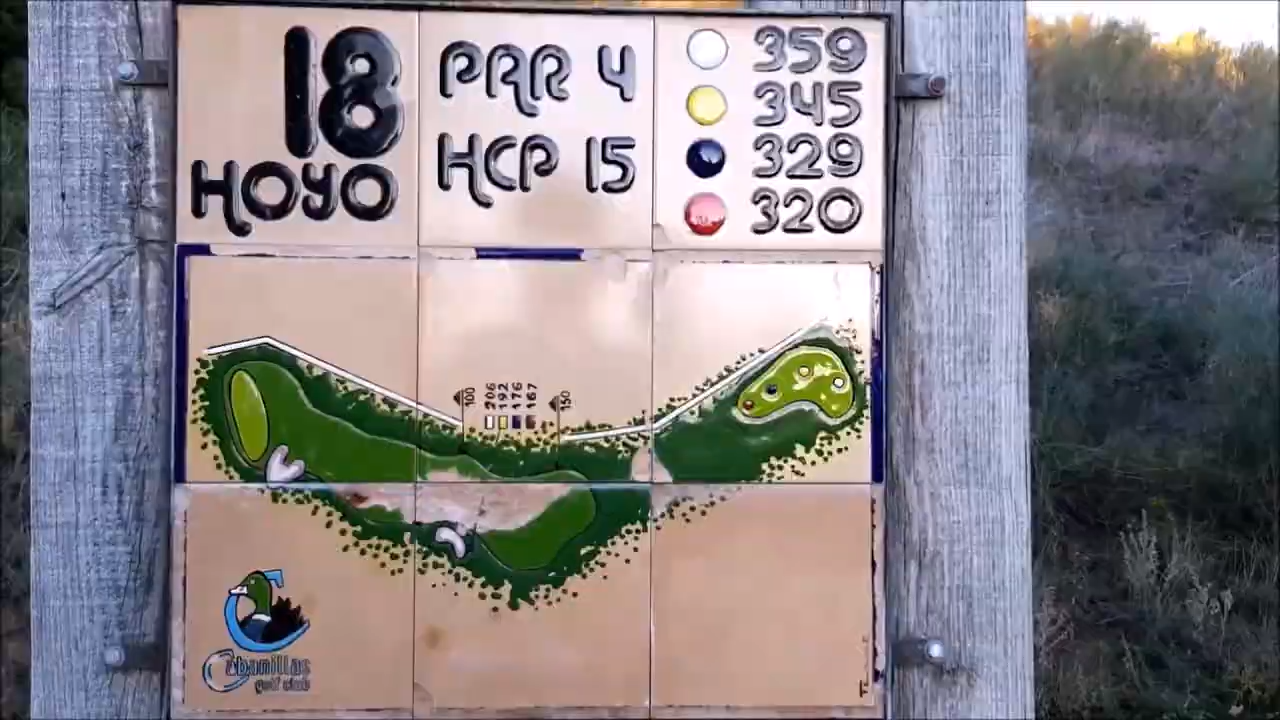 18
HOYO
PAR 4
HCP 15
359
345
329
320
100
206
192
176
167
150
Cabanillas
golf club